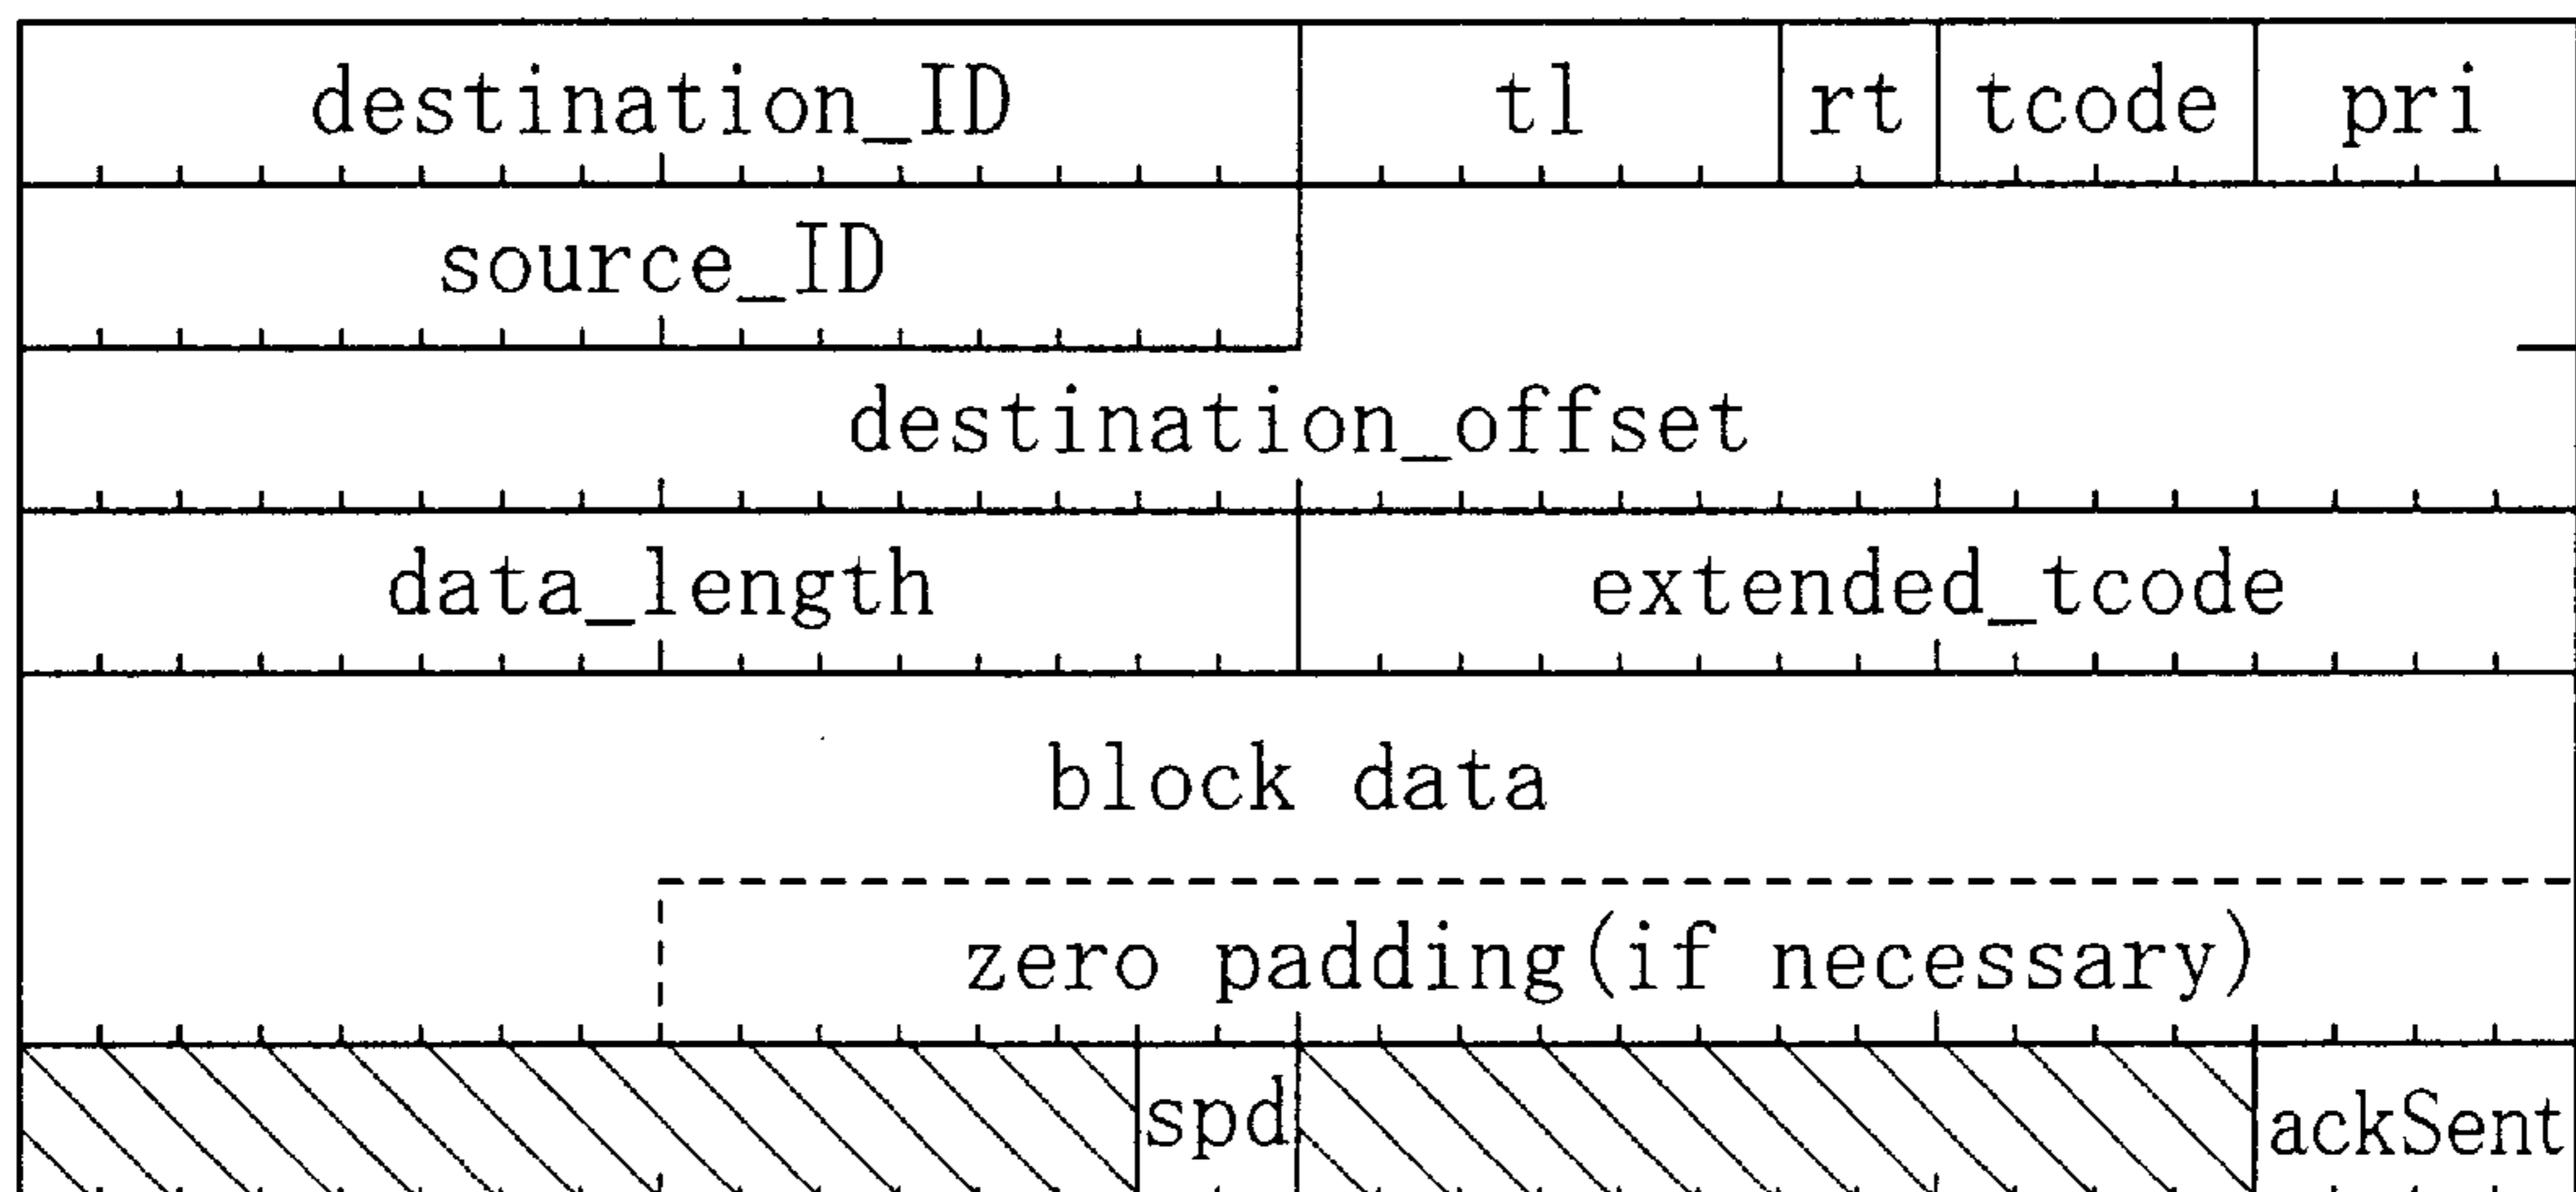 destination_ID tl rt tcode pri
source_ID
destination_offset
data_length extended_tcode
block data
zero padding(if necessary)
spd ackSent